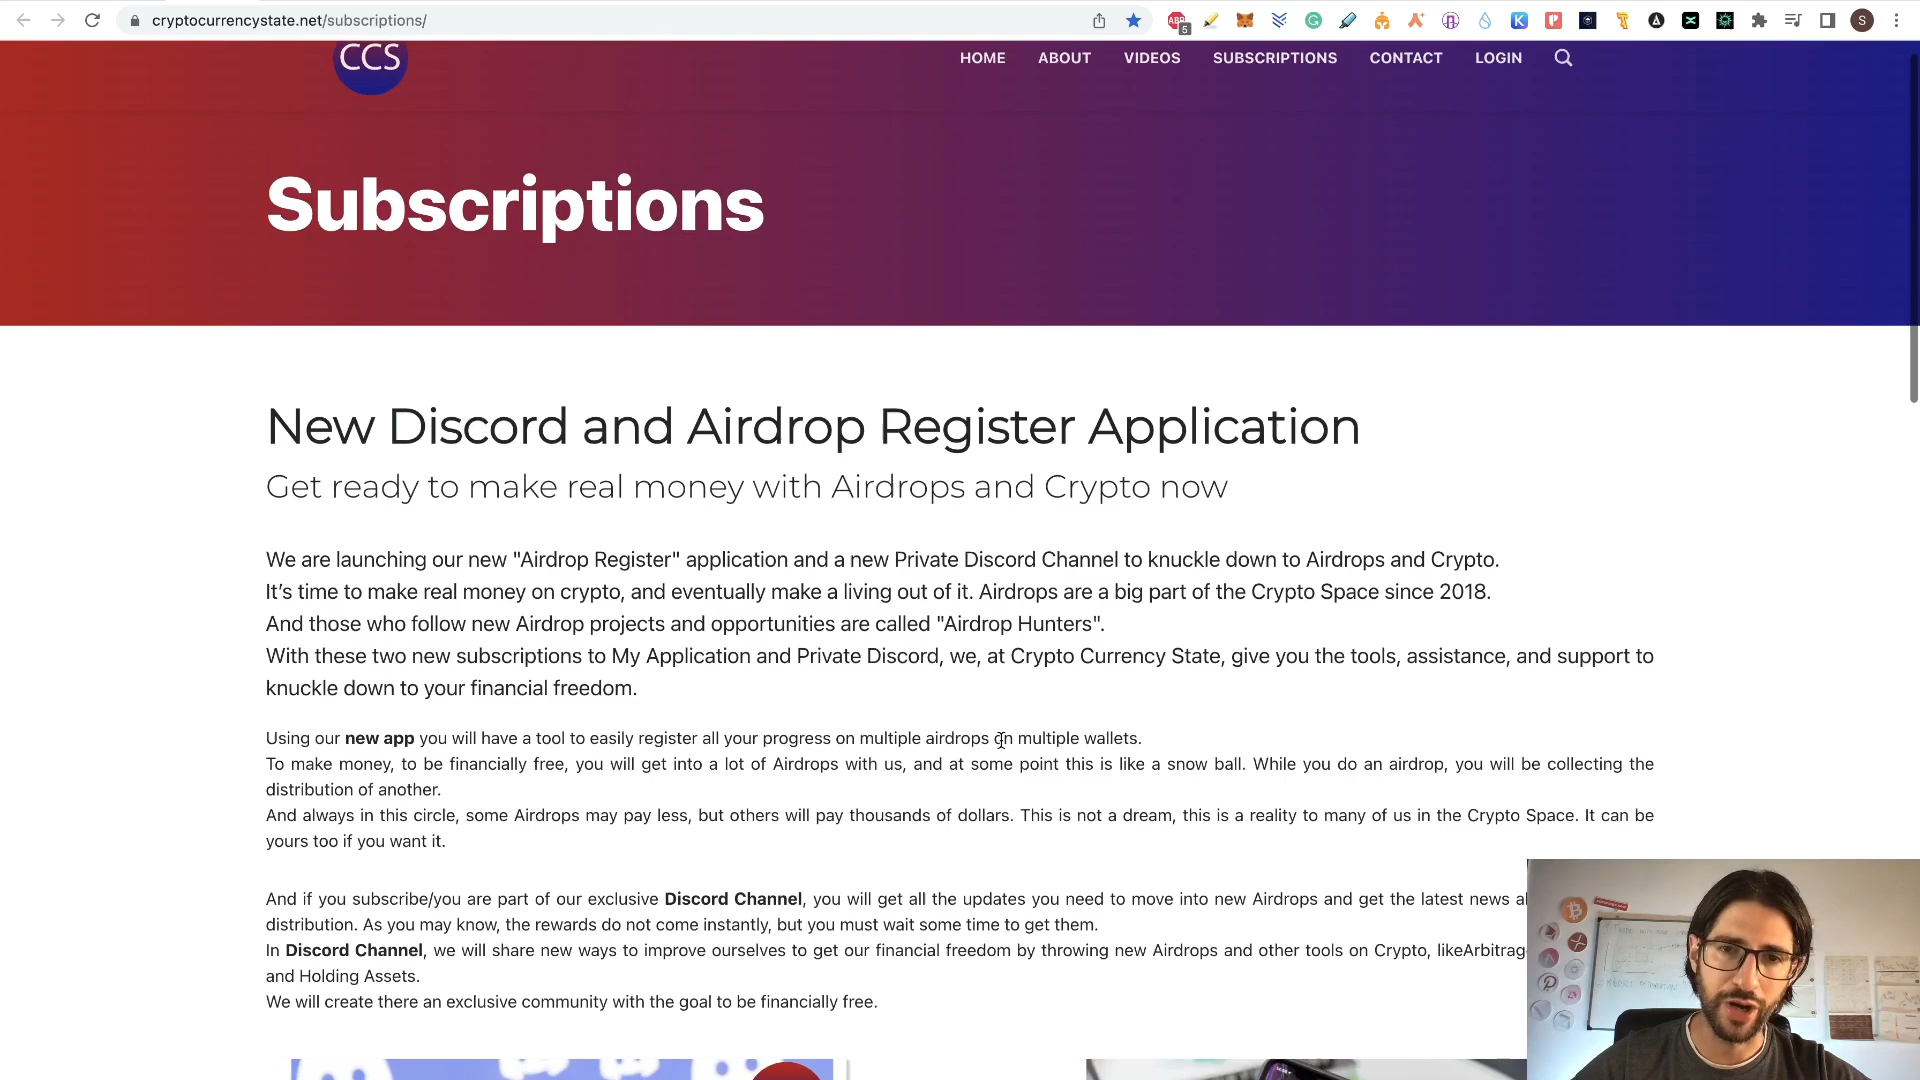 cryptocurrencystate.net/subscriptions/
ABP
5
K
S
CCS
HOME ABOUT VIDEOS SUBSCRIPTIONS CONTACT LOGIN
Subscriptions
New Discord and Airdrop Register Application
Get ready to make real money with Airdrops and Crypto now
We are launching our new "Airdrop Register" application and a new Private Discord Channel to knuckle down to Airdrops and Crypto.
It’s time to make real money on crypto, and eventually make a living out of it. Airdrops are a big part of the Crypto Space since 2018.
And those who follow new Airdrop projects and opportunities are called "Airdrop Hunters".
With these two new subscriptions to My Application and Private Discord, we, at Crypto Currency State, give you the tools, assistance, and support to
knuckle down to your financial freedom.
Using our new app you will have a tool to easily register all your progress on multiple airdrops on multiple wallets.
To make money, to be financially free, you will get into a lot of Airdrops with us, and at some point this is like a snow ball. While you do an airdrop, you will be collecting the
distribution of another.
And always in this circle, some Airdrops may pay less, but others will pay thousands of dollars. This is not a dream, this is a reality to many of us in the Crypto Space. It can be
yours too if you want it.
And if you subscribe/you are part of our exclusive Discord Channel, you will get all the updates you need to move into new Airdrops and get the latest news
distribution. As you may know, the rewards do not come instantly, but you must wait some time to get them.
In Discord Channel, we will share new ways to improve ourselves to get our financial freedom by throwing new Airdrops and other tools on Crypto, likeArbitrag
and Holding Assets.
We will create there an exclusive community with the goal to be financially free.